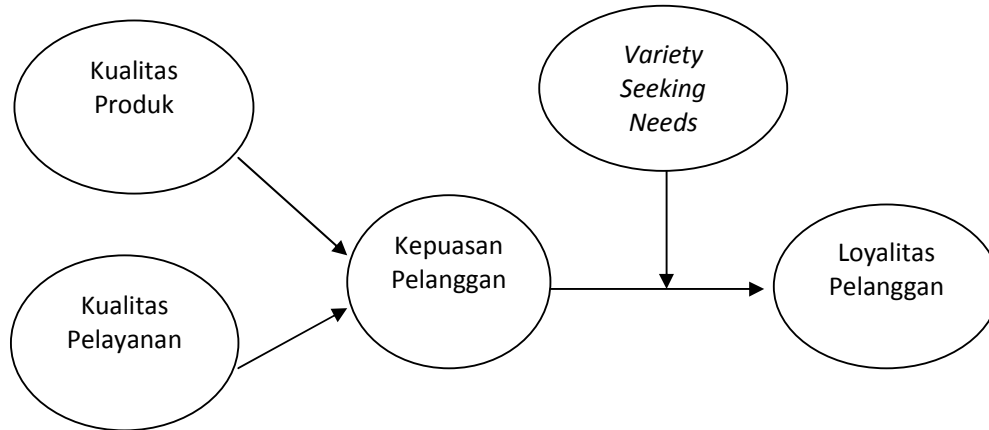 Kualitas
Produk
Variety
Seeking
Needs
Kepuasan
Pelanggan
Loyalitas
Pelanggan
Kualitas
Pelayanan